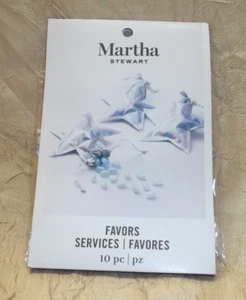 Martha
STEWART
FAVORS
SERVICES | FAVORES
10 pc | pz